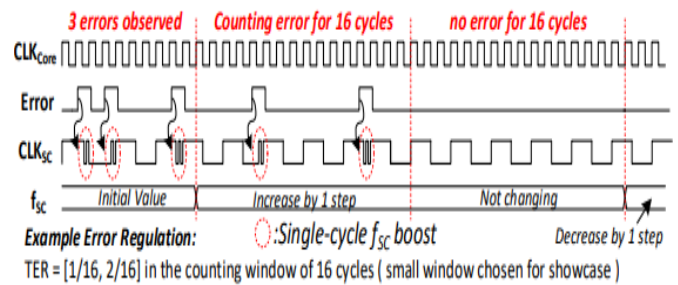 3 errors observed Counting error for 16 cycles no error for 16 cycles
CLKCore
Error
CLKSC
fSC Initial Value Increase by 1 step Not changing
Example Error Regulation: :Single-cycle fSC boost Decrease by 1 step
TER = [1/16, 2/16] in the counting window of 16 cycles ( small window chosen for showcase )